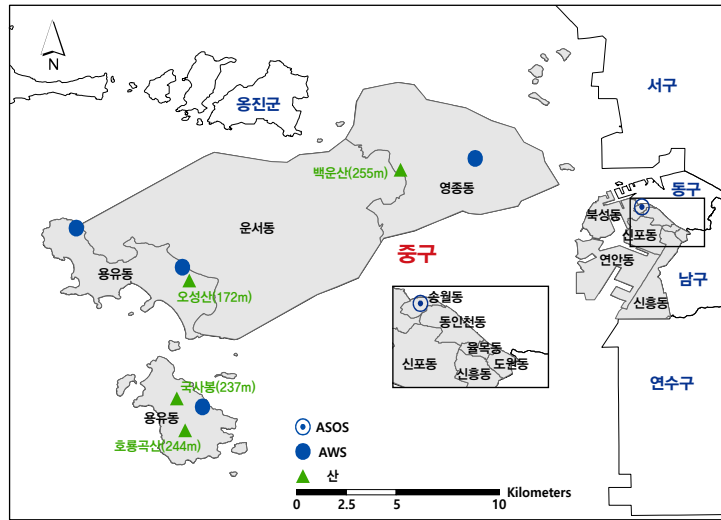 N
옹진군
서구
백운산(255m)
영종동
동구
북성동
신포동
운서동
중구
연안동
용유동
오성산(172m)
남구
신흥동
송월동
동인천동
율목동
신포동
신흥동
도원동
국사봉(237m)
용유동
호룡곡산(244m)
연수구
ASOS
AWS
산
Kilometers
0 2.5 5 10